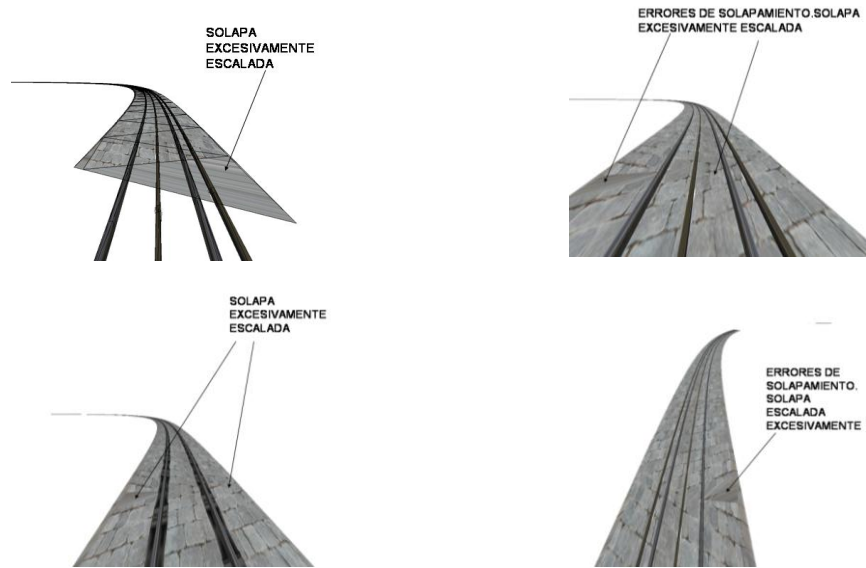 SOLAPA
EXCESIVAMENTE
ESCALADA
ERRORES DE SOLAPAMIENTO.SOLAPA
EXCESIVAMENTE ESCALADA
SOLAPA
EXCESIVAMENTE
ESCALADA
ERRORES DE
SOLAPAMIENTO.
SOLAPA
ESCALADA
EXCESIVAMENTE